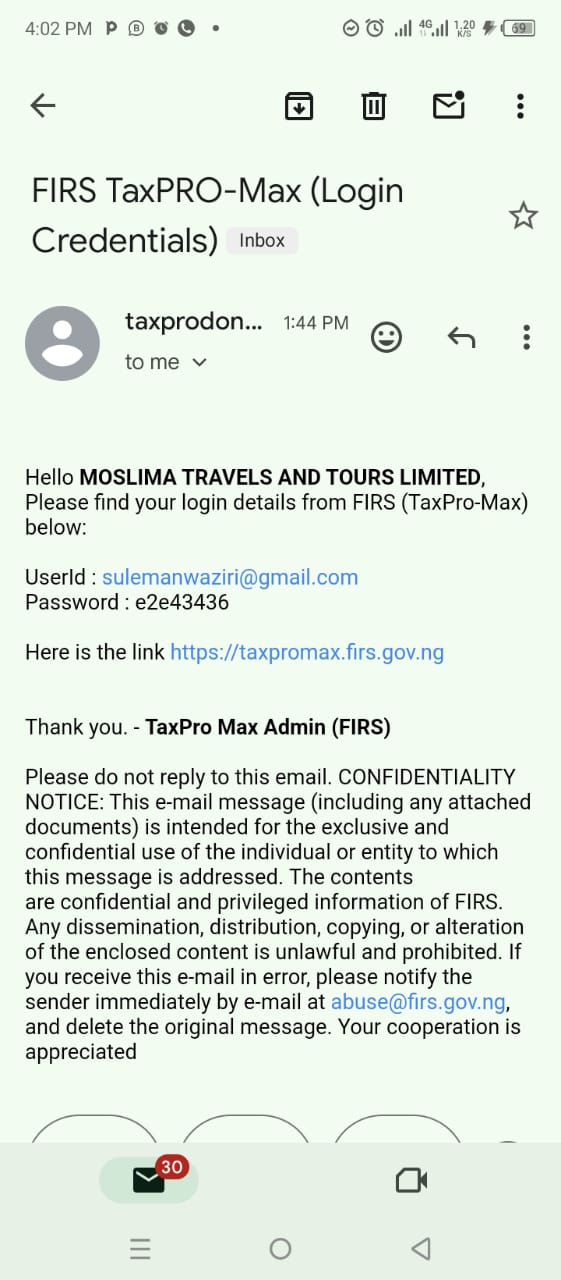 4:02 PM
4G
1.20
K/S
69
FIRS TaxPRO-Max (Login
Credentials) Inbox
taxprodon... 1:44 PM
to me
Hello MOSLIMA TRAVELS AND TOURS LIMITED,
Please find your login details from FIRS (TaxPro-Max)
below:
UserId : sulemanwaziri@gmail.com
Password : e2e43436
Here is the link https://taxpromax.firs.gov.ng
Thank you. - TaxPro Max Admin (FIRS)
Please do not reply to this email. CONFIDENTIALITY
NOTICE: This e-mail message (including any attached
documents) is intended for the exclusive and
confidential use of the individual or entity to which
this message is addressed. The contents
are confidential and privileged information of FIRS.
Any dissemination, distribution, copying, or alteration
of the enclosed content is unlawful and prohibited. If
you receive this e-mail in error, please notify the
sender immediately by e-mail at abuse@firs.gov.ng,
and delete the original message. Your cooperation is
appreciated
30